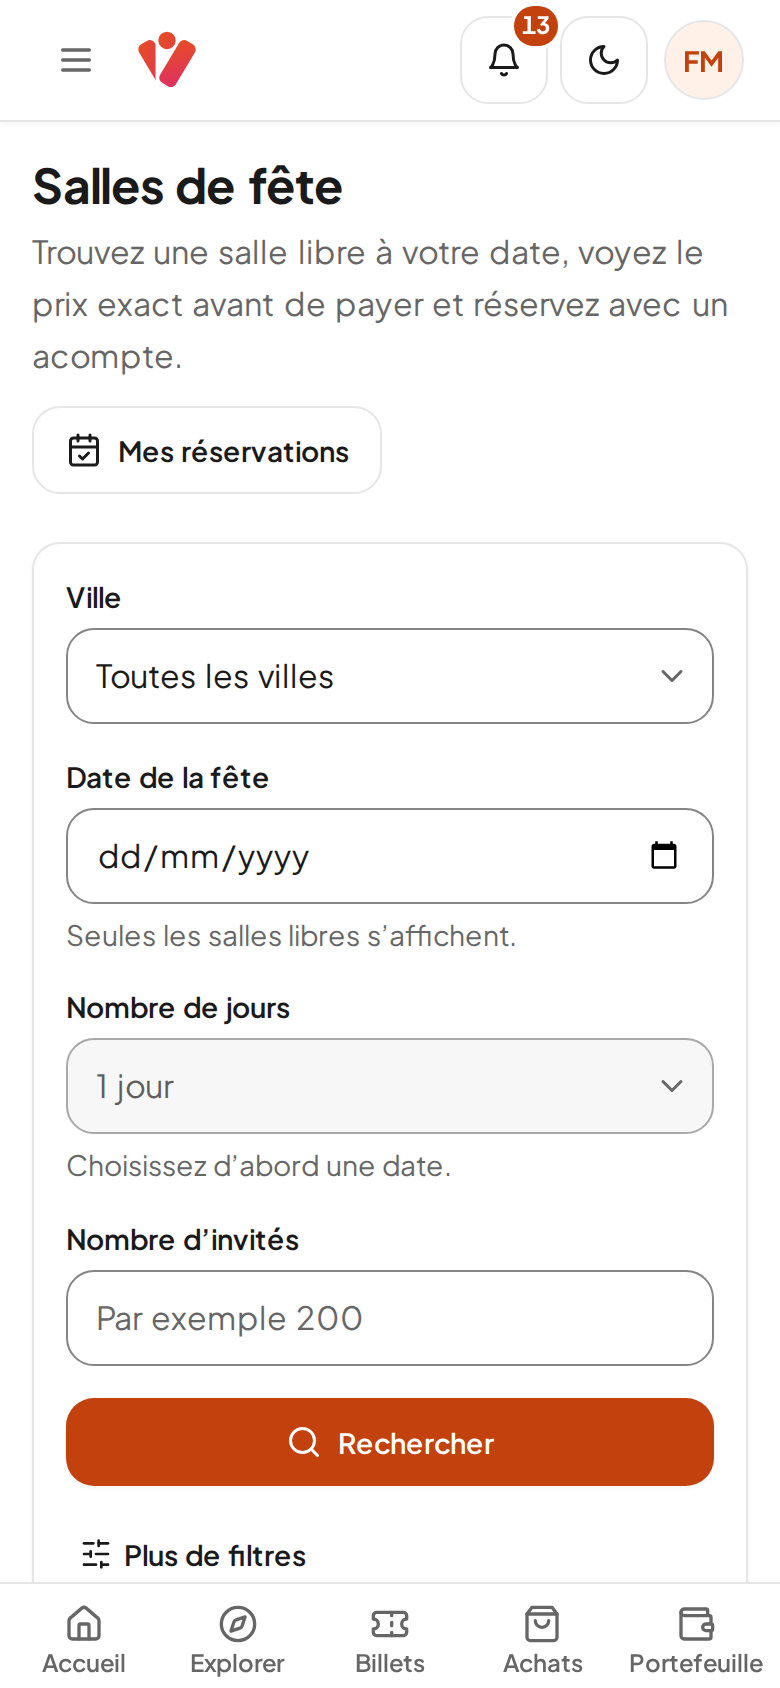 13
FM
Salles de fête
Trouvez une salle libre à votre date, voyez le
prix exact avant de payer et réservez avec un
acompte.
Mes réservations
Ville
Toutes les villes
Date de la fête
dd/mm/yyyy
Seules les salles libres s’affichent.
Nombre de jours
1 jour
Choisissez d’abord une date.
Nombre d’invités
Par exemple 200
Rechercher
Plus de filtres
Accueil
Explorer
Billets
Achats
Portefeuille